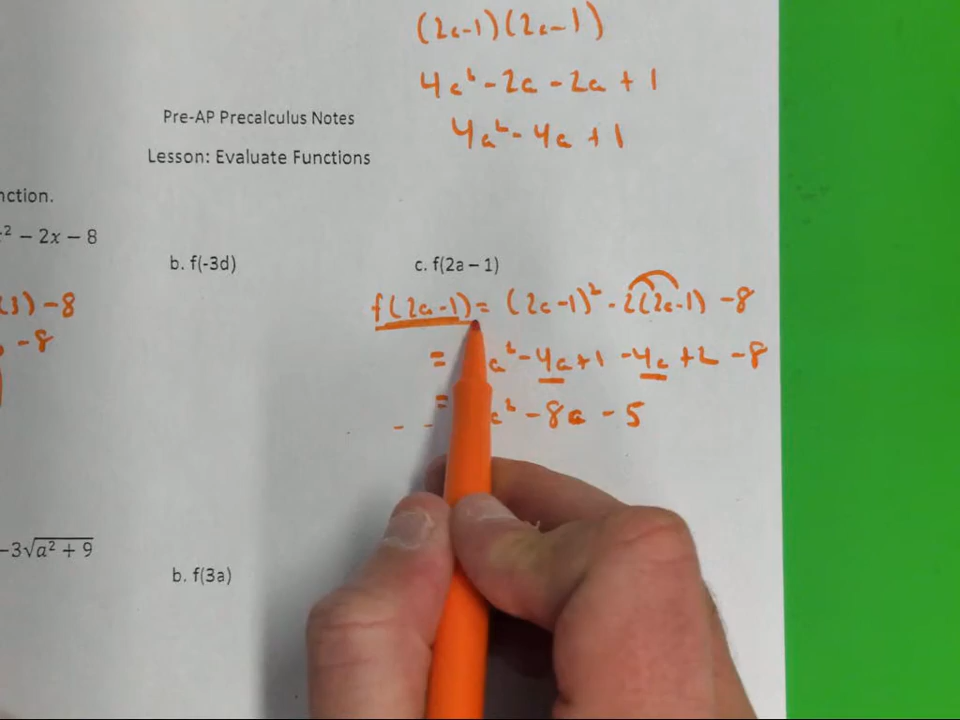 (2a-1)(2a-1)
4a² - 2a - 2a + 1
4a² - 4a + 1
Pre-AP Precalculus Notes
Lesson: Evaluate Functions
nction.
² – 2x – 8
b. f(-3d)
c. f(2a – 1)
(3) - 8
- 8
f(2a-1) = (2a-1)² - 2(2a-1) - 8
= a² - 4a + 1 - 4a + 2 - 8
= a² - 8a - 5
–3√a² + 9
b. f(3a)